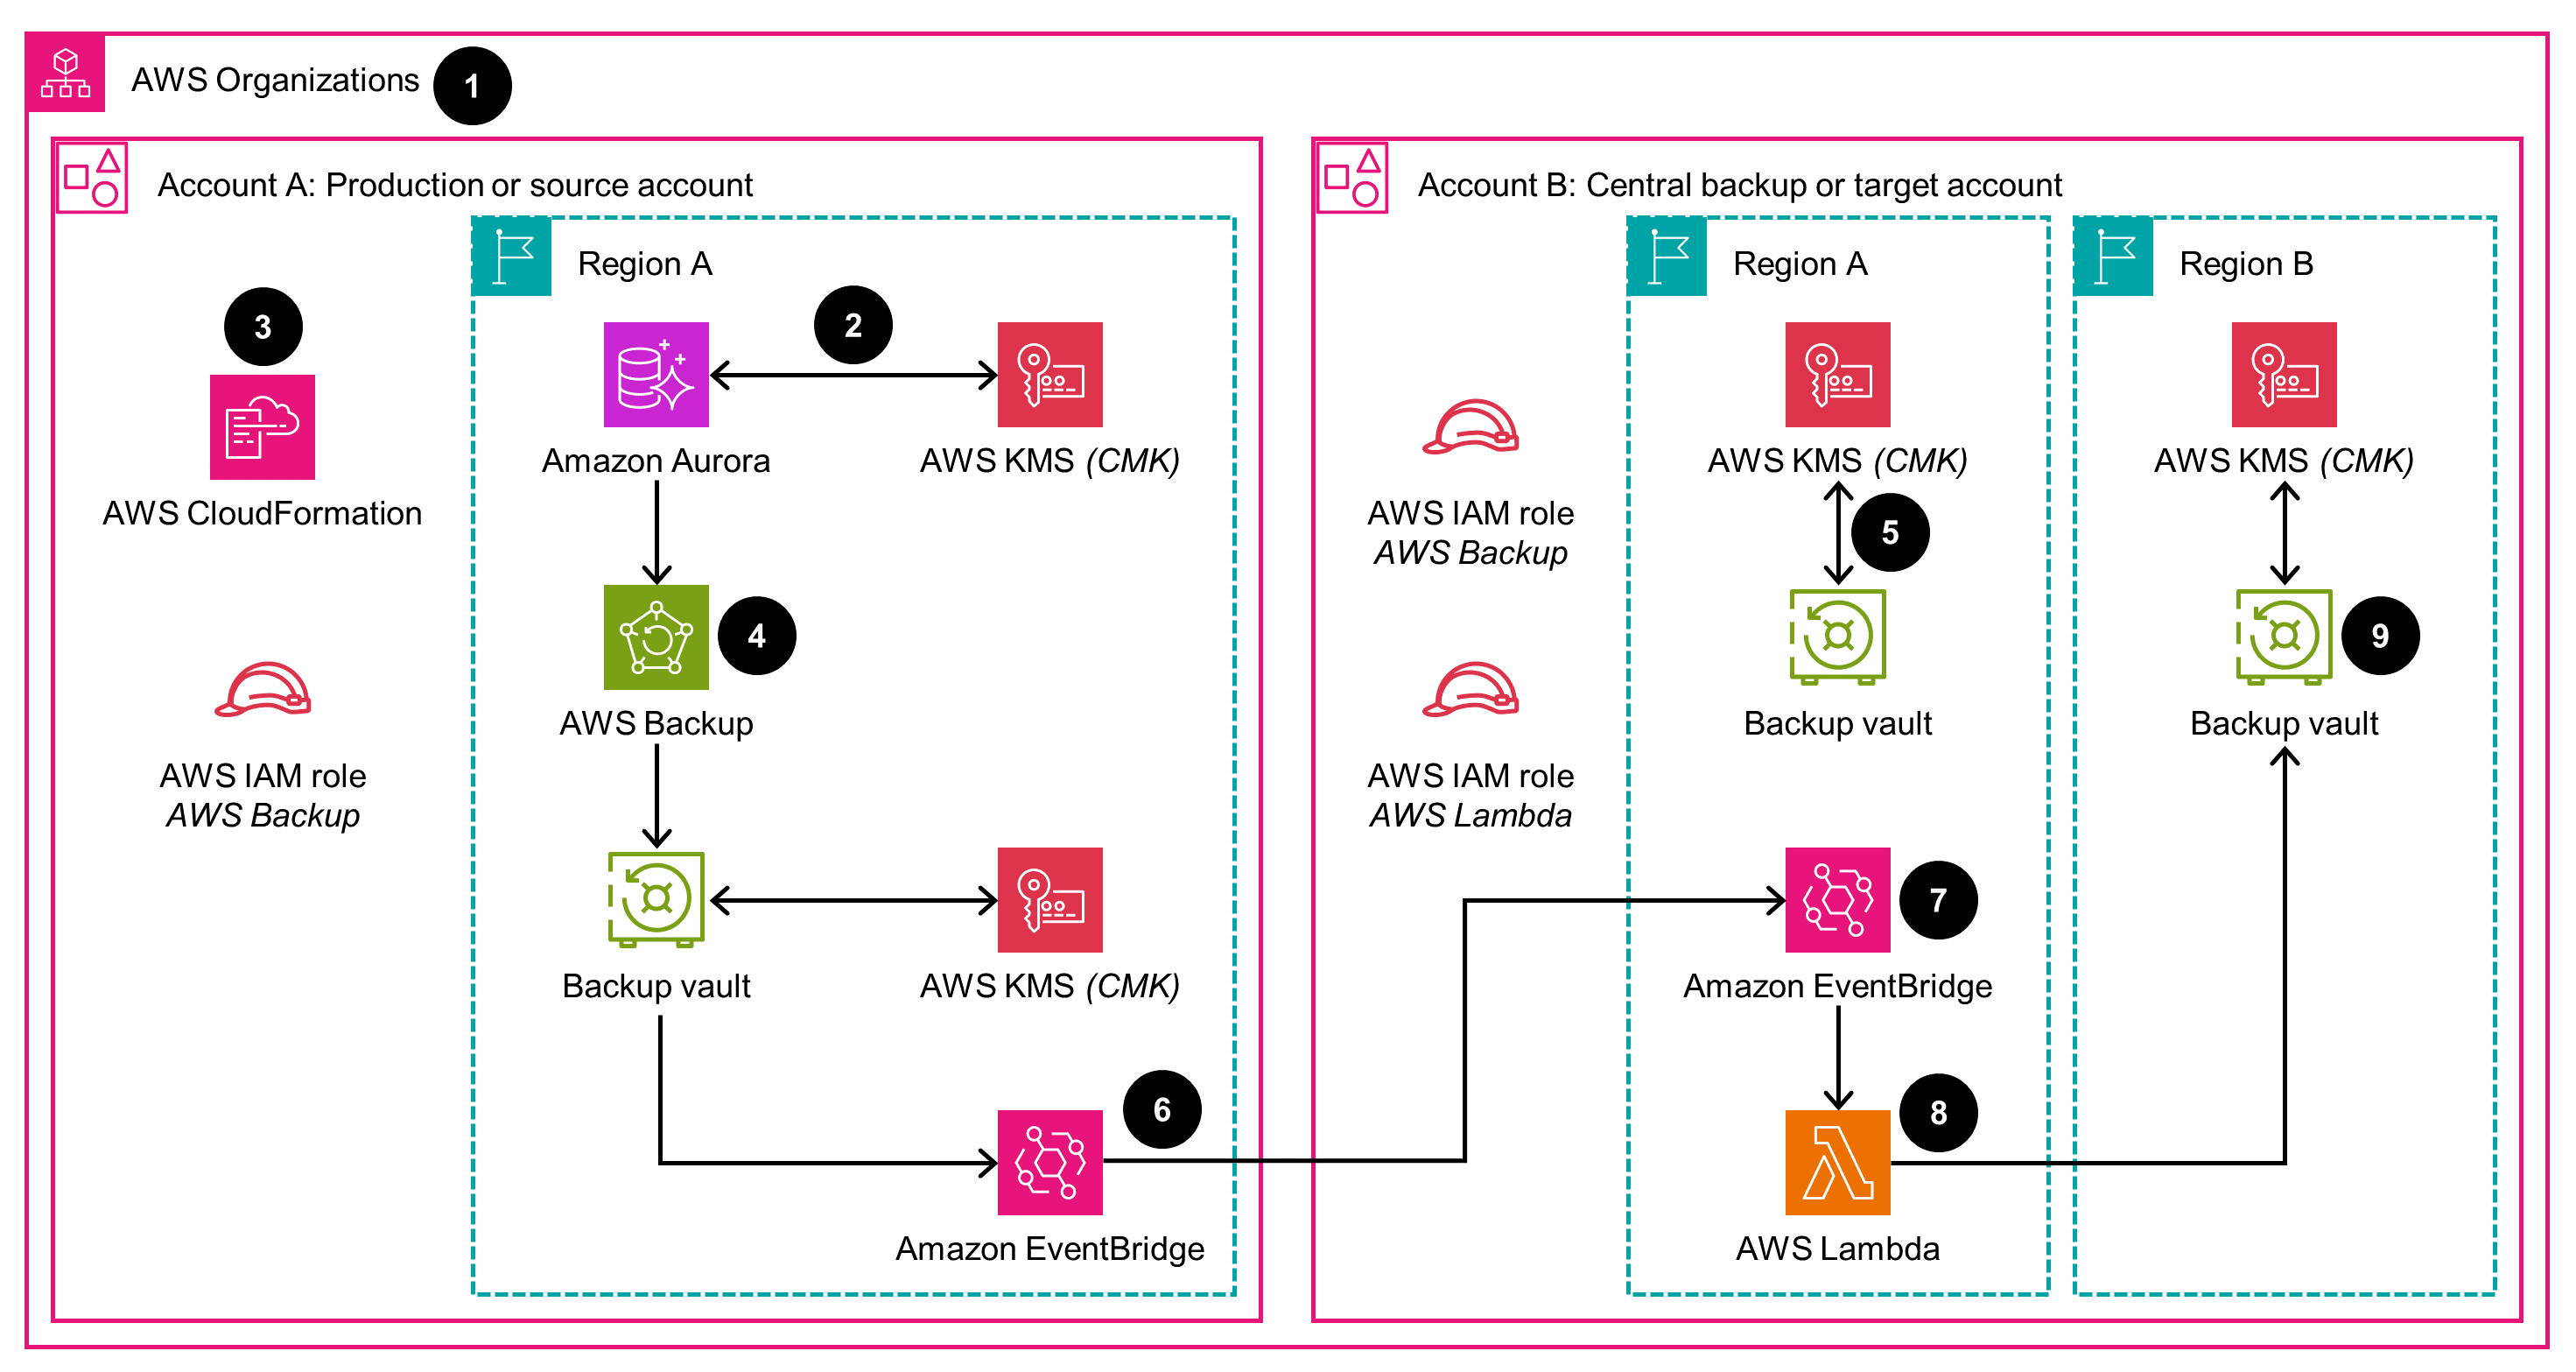 AWS Organizations
1
Account A: Production or source account
3
AWS CloudFormation
AWS IAM role
AWS Backup
Region A
2
Amazon Aurora
AWS KMS (CMK)
4
AWS Backup
Backup vault
AWS KMS (CMK)
6
Amazon EventBridge
Account B: Central backup or target account
AWS IAM role
AWS Backup
AWS IAM role
AWS Lambda
Region A
AWS KMS (CMK)
5
Backup vault
7
Amazon EventBridge
8
AWS Lambda
Region B
AWS KMS (CMK)
9
Backup vault